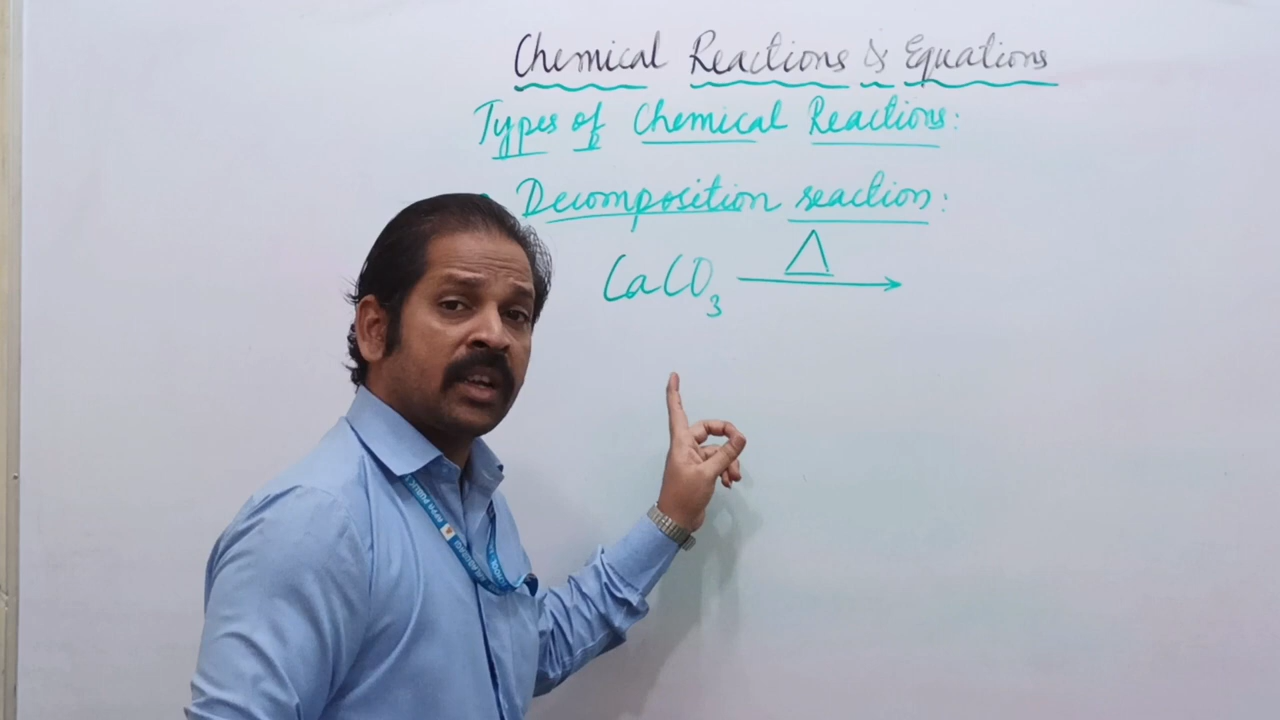 Chemical Reactions & Equations
Types of Chemical Reactions:
Decomposition reaction:
Δ
CaCO₃ →